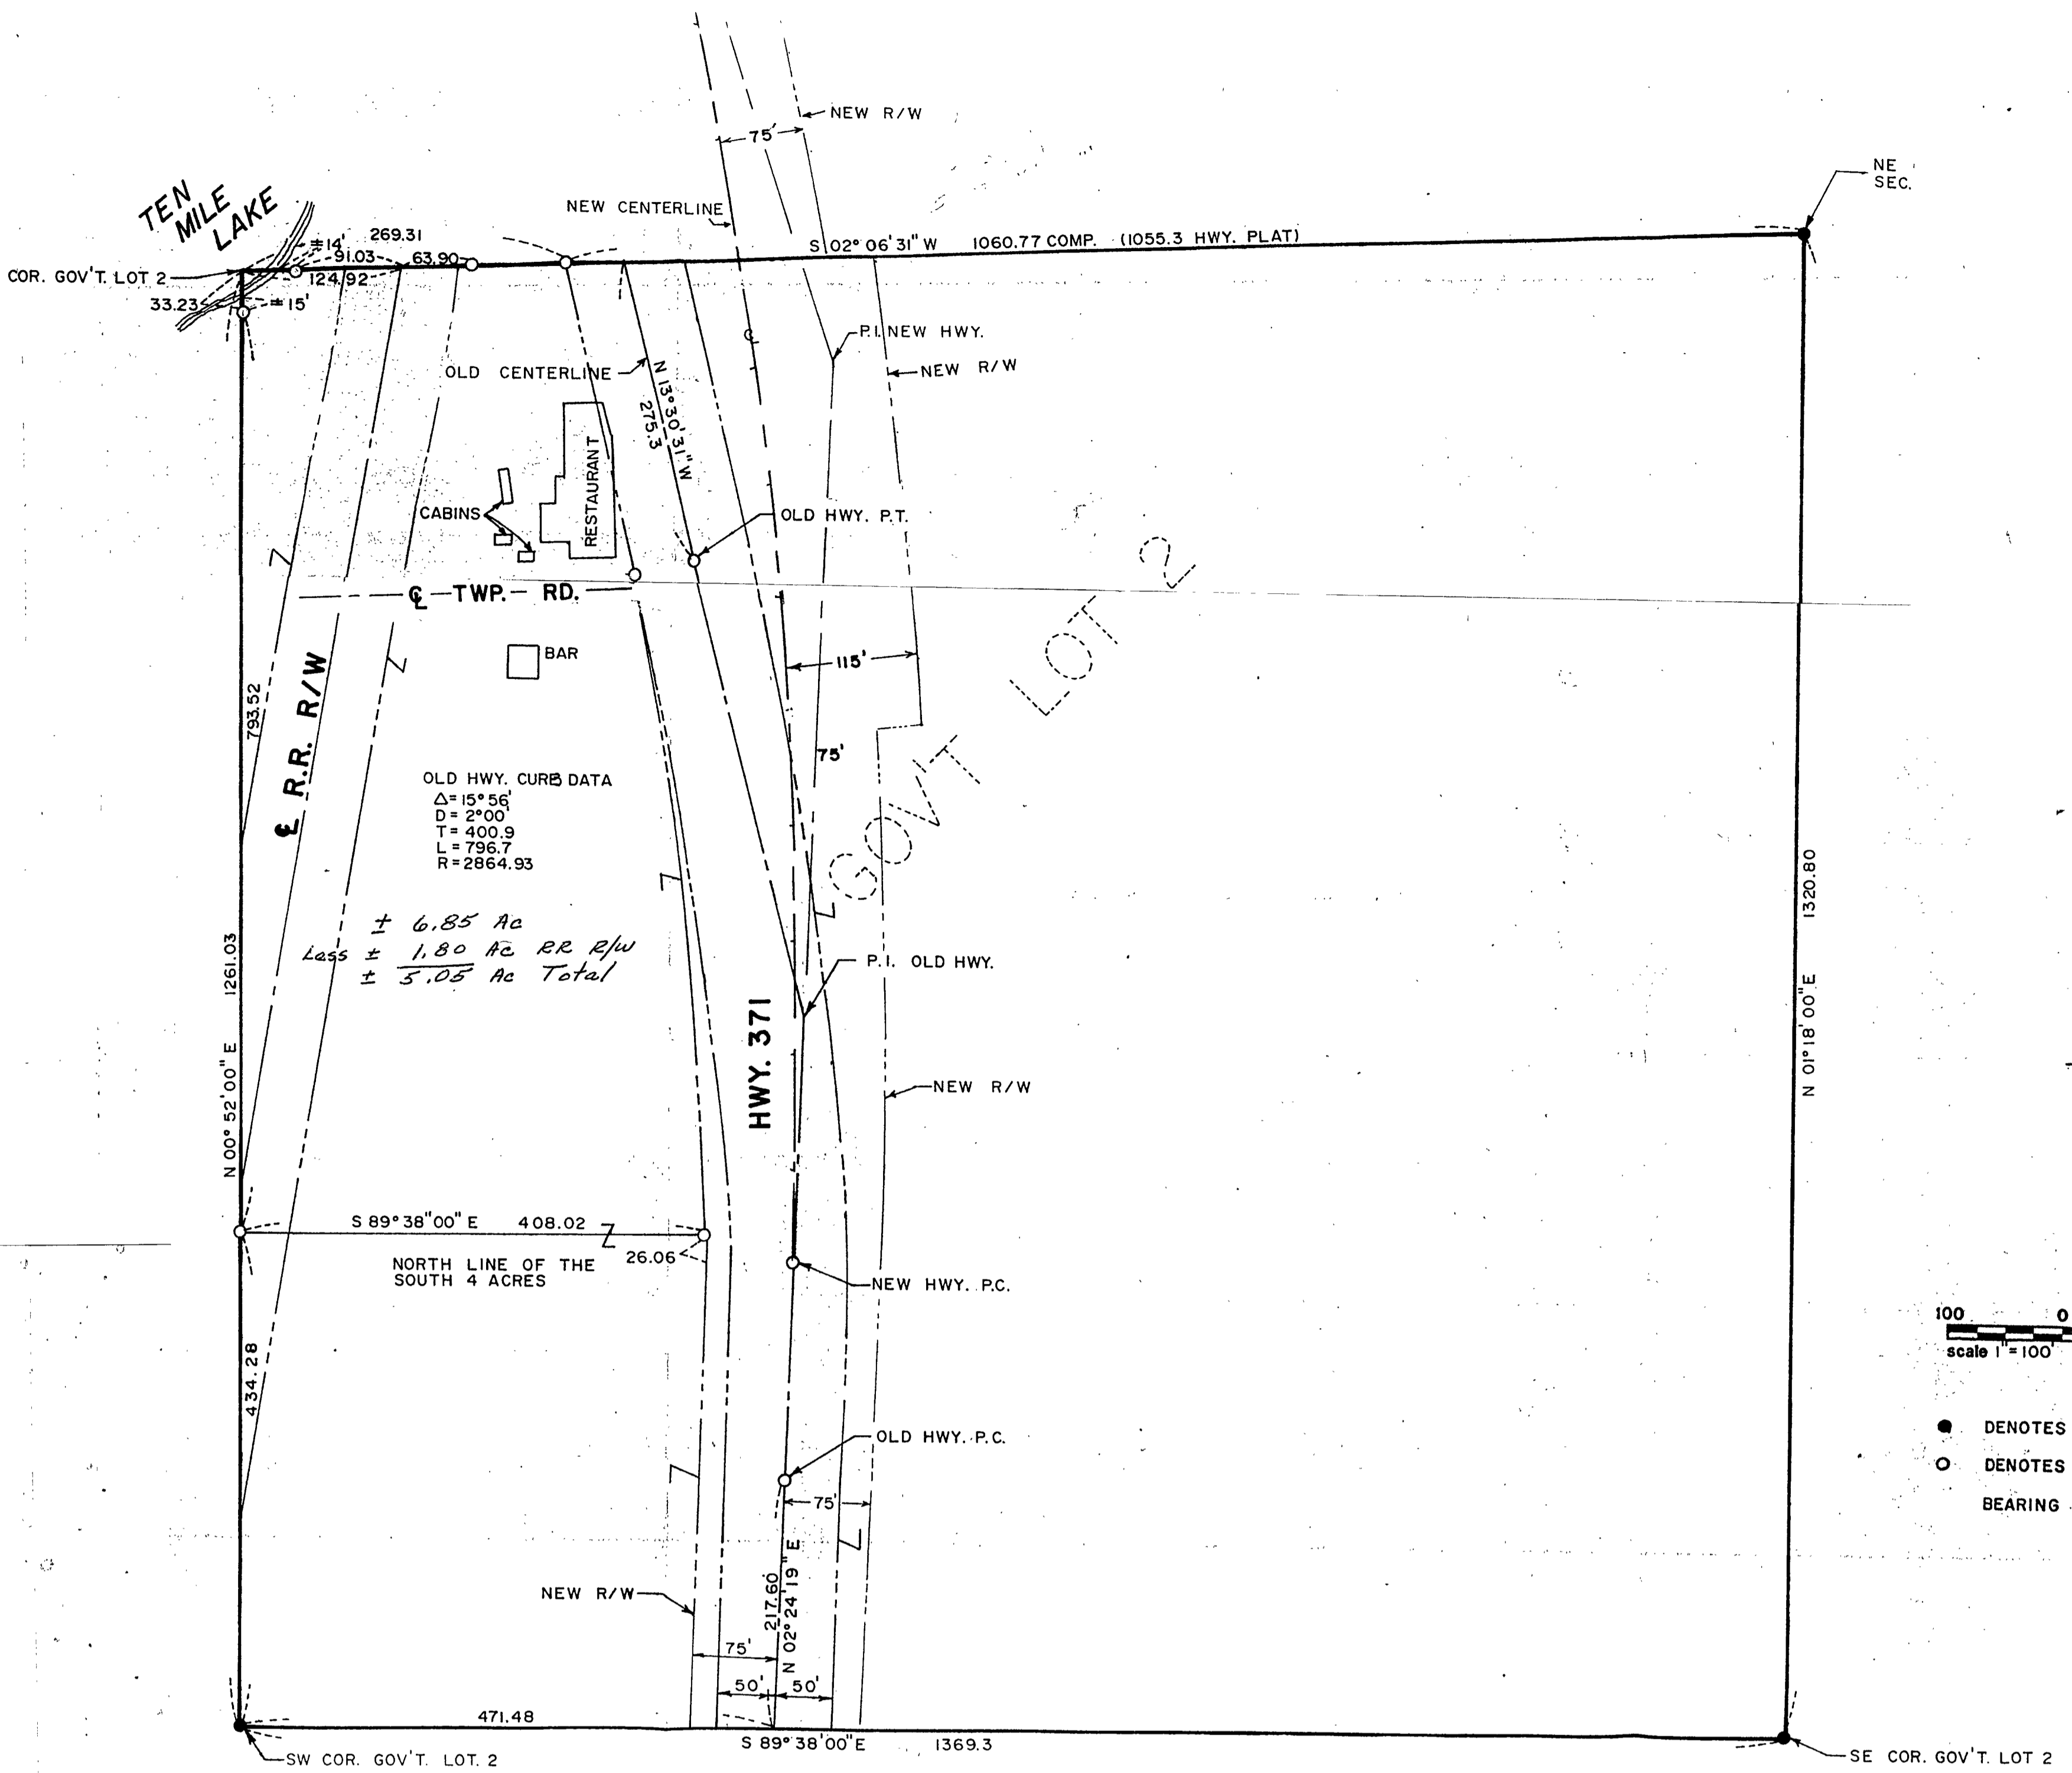 NEW R/W
75'
NE
SEC.
TEN
MILE
LAKE
NEW CENTERLINE
±14'
269.31
91.03
63.90
S 02° 06' 31" W 1060.77 COMP. (1055.3 HWY. PLAT)
COR. GOV'T. LOT 2
124.92
33.23
±15'
℄
P.I. NEW HWY.
OLD CENTERLINE
NEW R/W
N 13° 30' 31" W
275.3
RESTAURANT
CABINS
OLD HWY. P.T.
℄ TWP. RD.
BAR
115'
GOV'T LOT 2
793.52
℄ R.R. R/W
75'
OLD HWY. CURB DATA
Δ= 15° 56'
D = 2°00'
T = 400.9
L = 796.7
R = 2864.93
N 01° 18' 00" E 1320.80
± 6.85 Ac
Less ± 1.80 Ac RR R/W
± 5.05 Ac Total
N 00° 52' 00" E 1261.03
P.I. OLD HWY.
HWY. 371
NEW R/W
S 89° 38" 00" E 408.02
26.06
NORTH LINE OF THE
SOUTH 4 ACRES
NEW HWY. P.C.
100 0
scale 1" = 100'
434.28
OLD HWY. P.C.
DENOTES
DENOTES
BEARING
75'
NEW R/W
217.60
N 02° 24' 19" E
75'
50' 50'
471.48
S 89° 38' 00" E 1369.3
SW COR. GOV'T. LOT. 2
SE COR. GOV'T. LOT 2